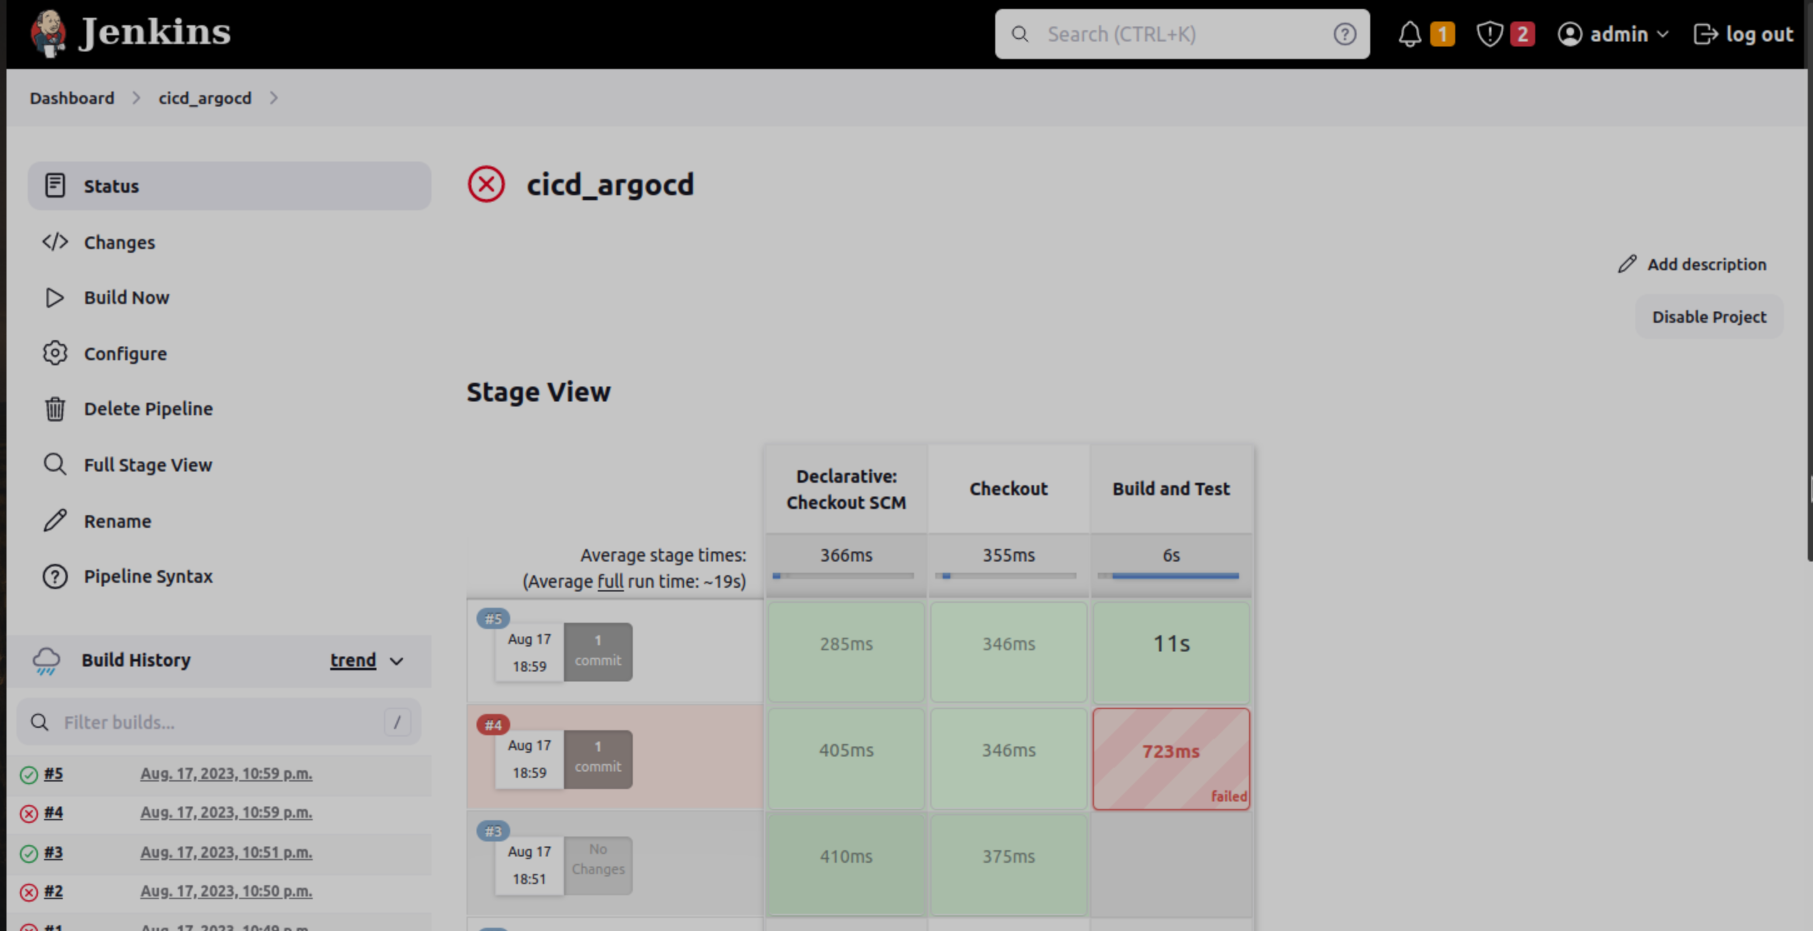 Jenkins
Search (CTRL+K)
1
2
admin
log out
Dashboard
cicd_argocd
Status
Changes
Build Now
Configure
Delete Pipeline
Full Stage View
Rename
Pipeline Syntax
Build History
trend
Filter builds...
/
#5 Aug. 17, 2023, 10:59 p.m.
#4 Aug. 17, 2023, 10:59 p.m.
#3 Aug. 17, 2023, 10:51 p.m.
#2 Aug. 17, 2023, 10:50 p.m.
#1 Aug. 17, 2023, 10:49 p.m.
cicd_argocd
Add description
Disable Project
Stage View
Declarative:
Checkout SCM
Checkout
Build and Test
Average stage times:
(Average full run time: ~19s)
366ms
355ms
6s
#5
Aug 17
18:59
1
commit
285ms
346ms
11s
#4
Aug 17
18:59
1
commit
405ms
346ms
723ms
failed
#3
Aug 17
18:51
No
Changes
410ms
375ms